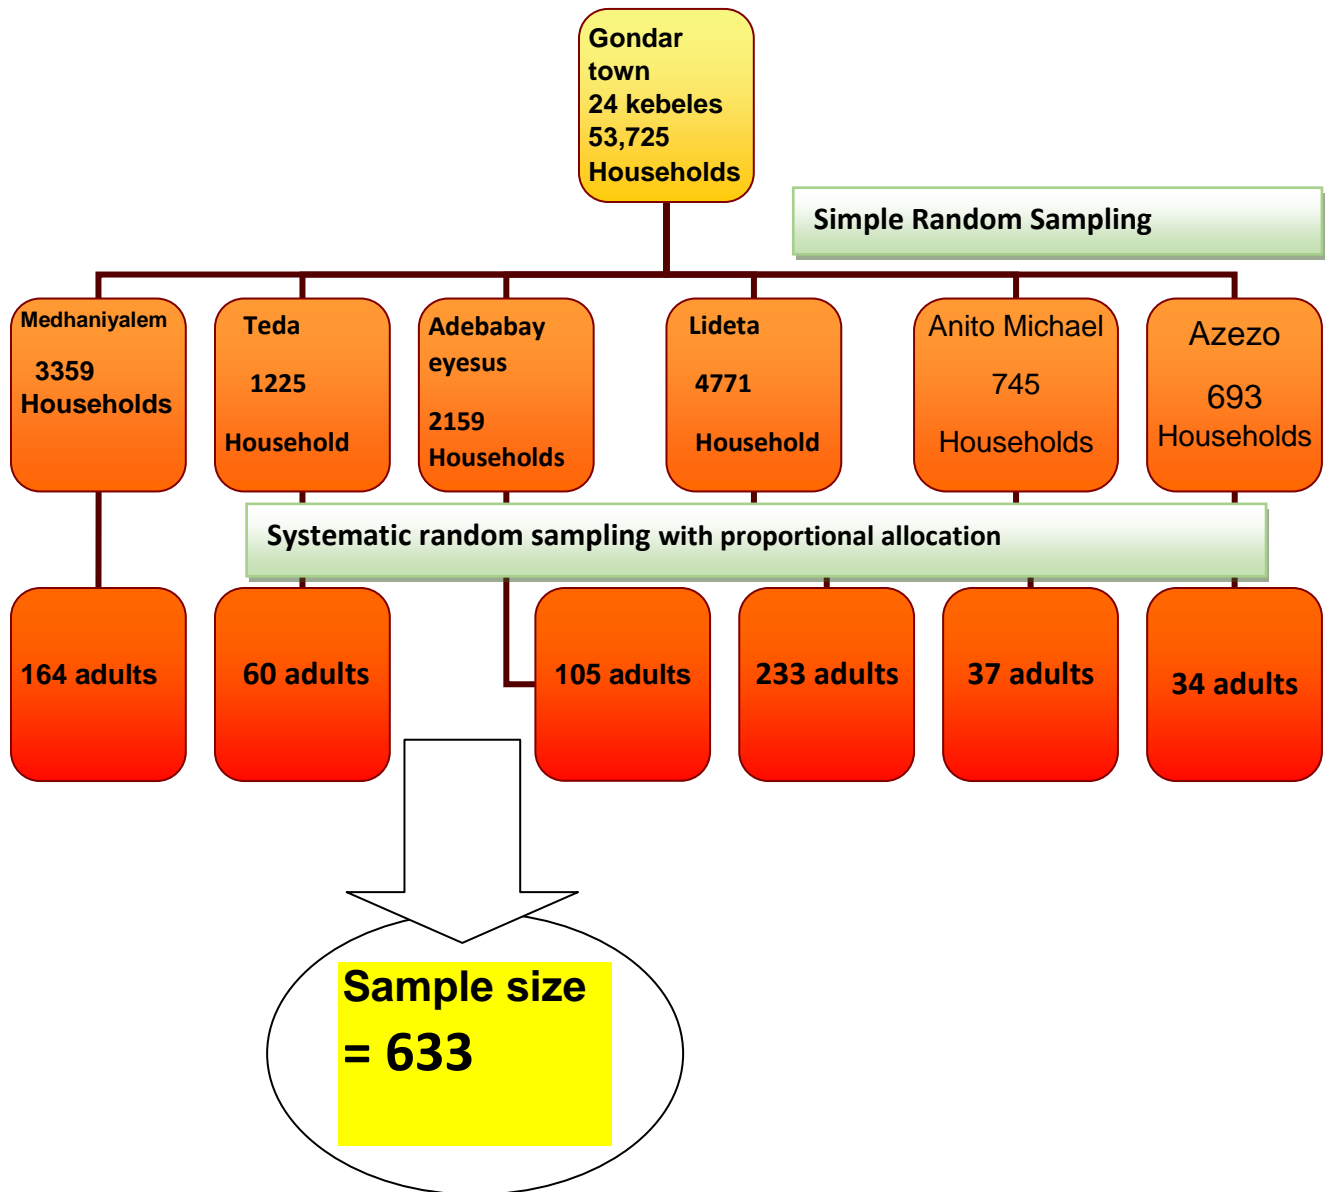 Gondar
town
24 kebeles
53,725
Households
Simple Random Sampling
Medhaniyalem
3359
Households
Teda
1225
Household
Adebabay
eyesus
2159
Households
Lideta
4771
Household
Anito Michael
745
Households
Azezo
693
Households
Systematic random sampling with proportional allocation
164 adults
60 adults
105 adults
233 adults
37 adults
34 adults
Sample size
= 633